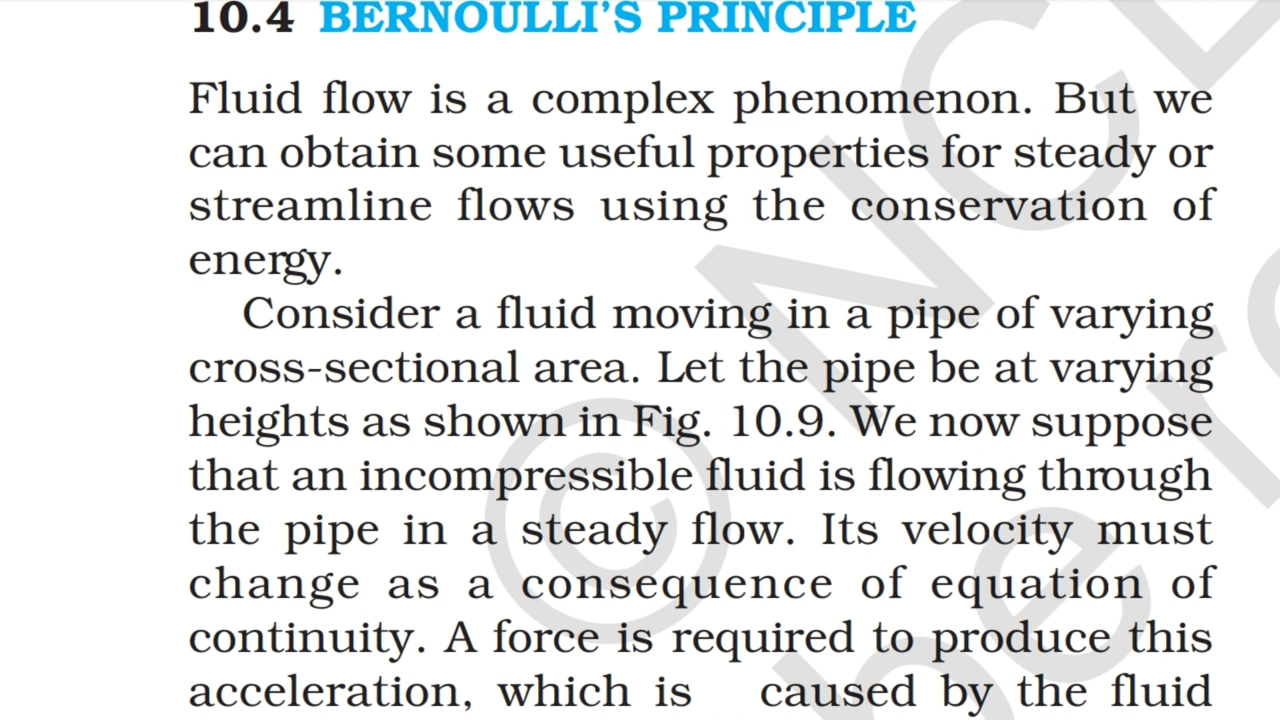 10.4 BERNOULLI’S PRINCIPLE
Fluid flow is a complex phenomenon. But we
can obtain some useful properties for steady or
streamline flows using the conservation of
energy.
Consider a fluid moving in a pipe of varying
cross-sectional area. Let the pipe be at varying
heights as shown in Fig. 10.9. We now suppose
that an incompressible fluid is flowing through
the pipe in a steady flow. Its velocity must
change as a consequence of equation of
continuity. A force is required to produce this
acceleration, which is caused by the fluid